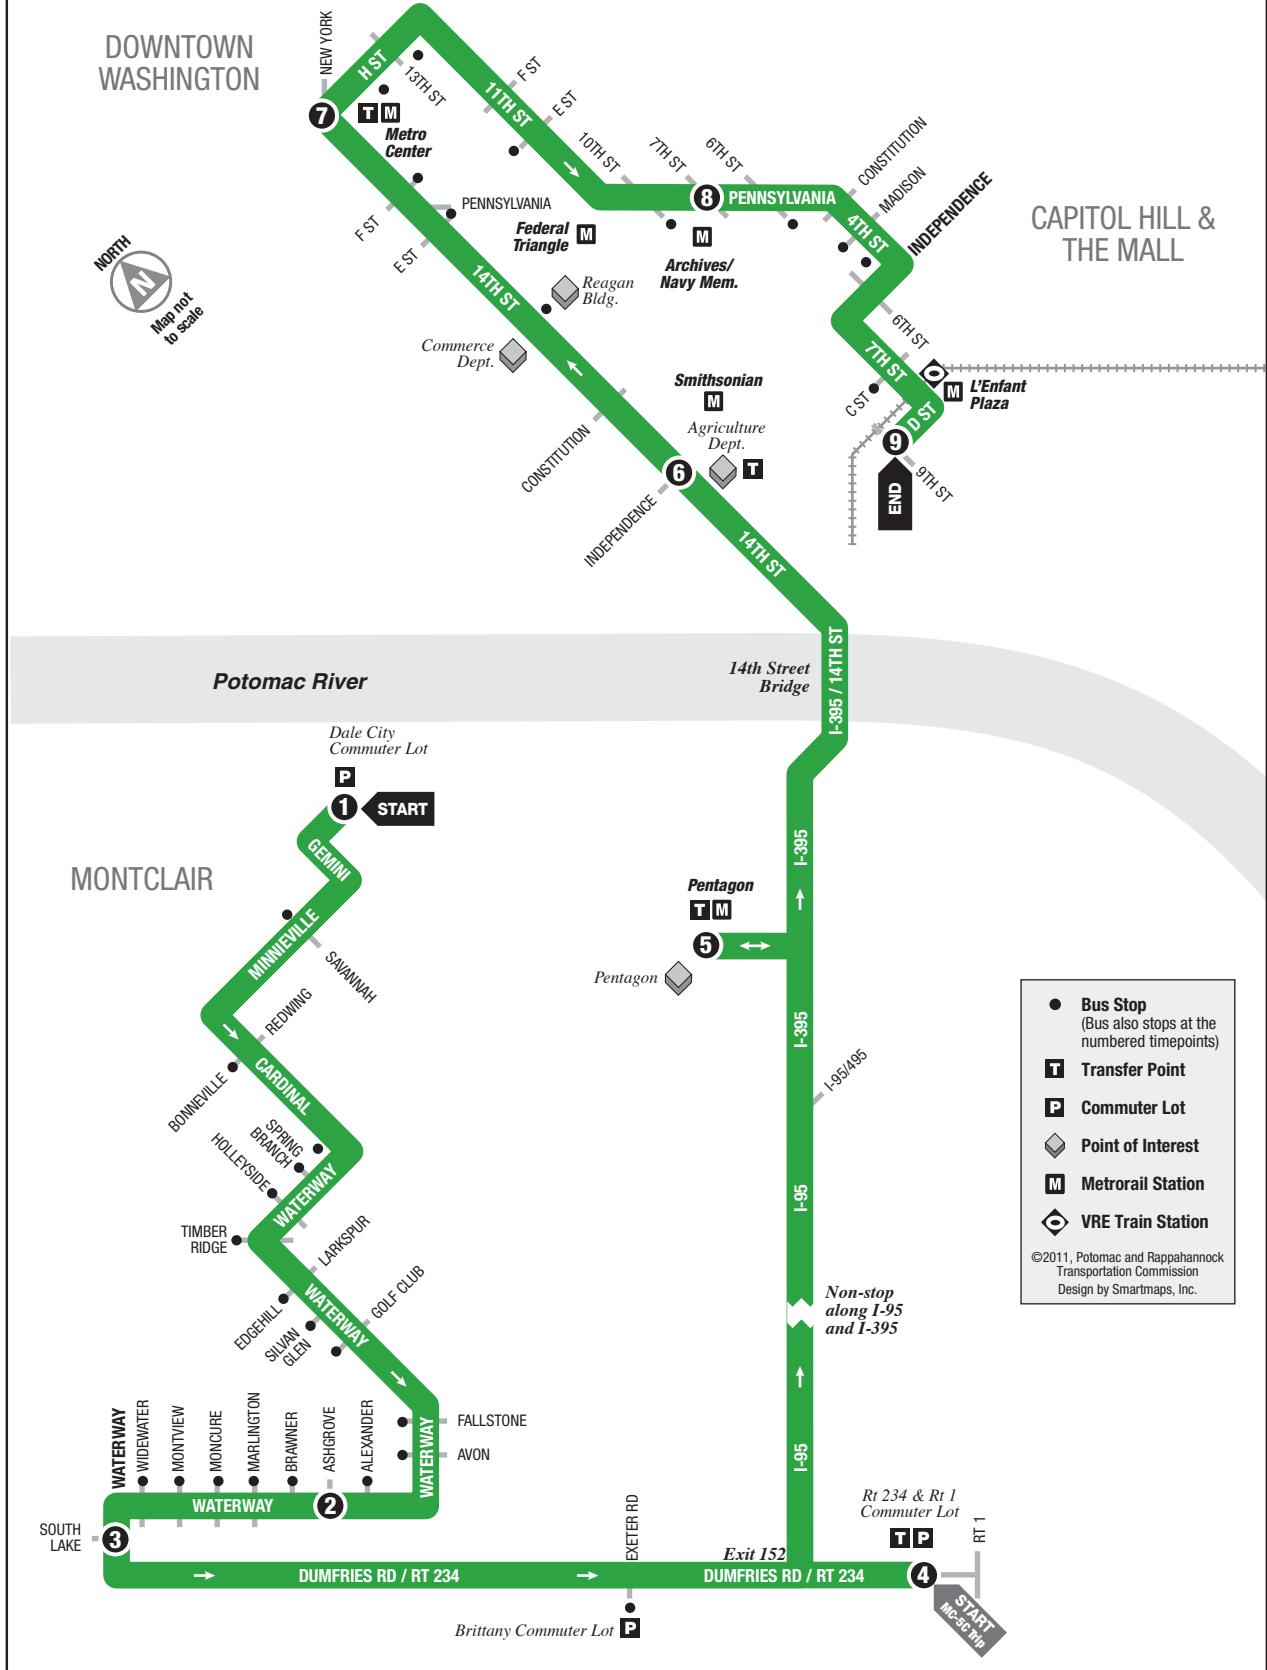 DOWNTOWN
WASHINGTON
NEW YORK
H ST
13TH ST
7
T M
Metro
Center
11TH ST
F ST
E ST
10TH ST
7TH ST
6TH ST
8
PENNSYLVANIA
CONSTITUTION
MADISON
4TH ST
INDEPENDENCE
CAPITOL HILL &
THE MALL
F ST
E ST
PENNSYLVANIA
Federal
Triangle
M
M
Archives/
Navy Mem.
NORTH
N
Map not
to scale
14TH ST
Reagan
Bldg.
Commerce
Dept.
Smithsonian
M
Agriculture
Dept.
T
6TH ST
7TH ST
C ST
M
L'Enfant
Plaza
D ST
9
END
9TH ST
CONSTITUTION
6
INDEPENDENCE
14TH ST
I-395 / 14TH ST
14th Street
Bridge
Potomac River
Dale City
Commuter Lot
P
1
START
GEMINI
MONTCLAIR
MINNIEVILLE
SAVANNAH
REDWING
BONNEVILLE
CARDINAL
SPRING
BRANCH
HOLLEYSIDE
WATERWAY
TIMBER
RIDGE
LARKSPUR
EDGEHILL
WATERWAY
SILVAN
GLEN
GOLF CLUB
I-395
Pentagon
T M
5
Pentagon
I-395
I-95/495
I-95
Non-stop
along I-95
and I-395
I-95
Bus Stop
(Bus also stops at the
numbered timepoints)
T Transfer Point
P Commuter Lot
Point of Interest
M Metrorail Station
VRE Train Station
©2011, Potomac and Rappahannock
Transportation Commission
Design by Smartmaps, Inc.
WATERWAY
WIDEWATER
MONTVIEW
MONCURE
MARLINGTON
BRAWNER
ASHGROVE
ALEXANDER
FALLSTONE
AVON
WATERWAY
WATERWAY
2
SOUTH
LAKE
3
DUMFRIES RD / RT 234
EXETER RD
Brittany Commuter Lot P
Exit 152
DUMFRIES RD / RT 234
Rt 234 & Rt 1
Commuter Lot
T P
4
RT 1
START
MC-5C Trip